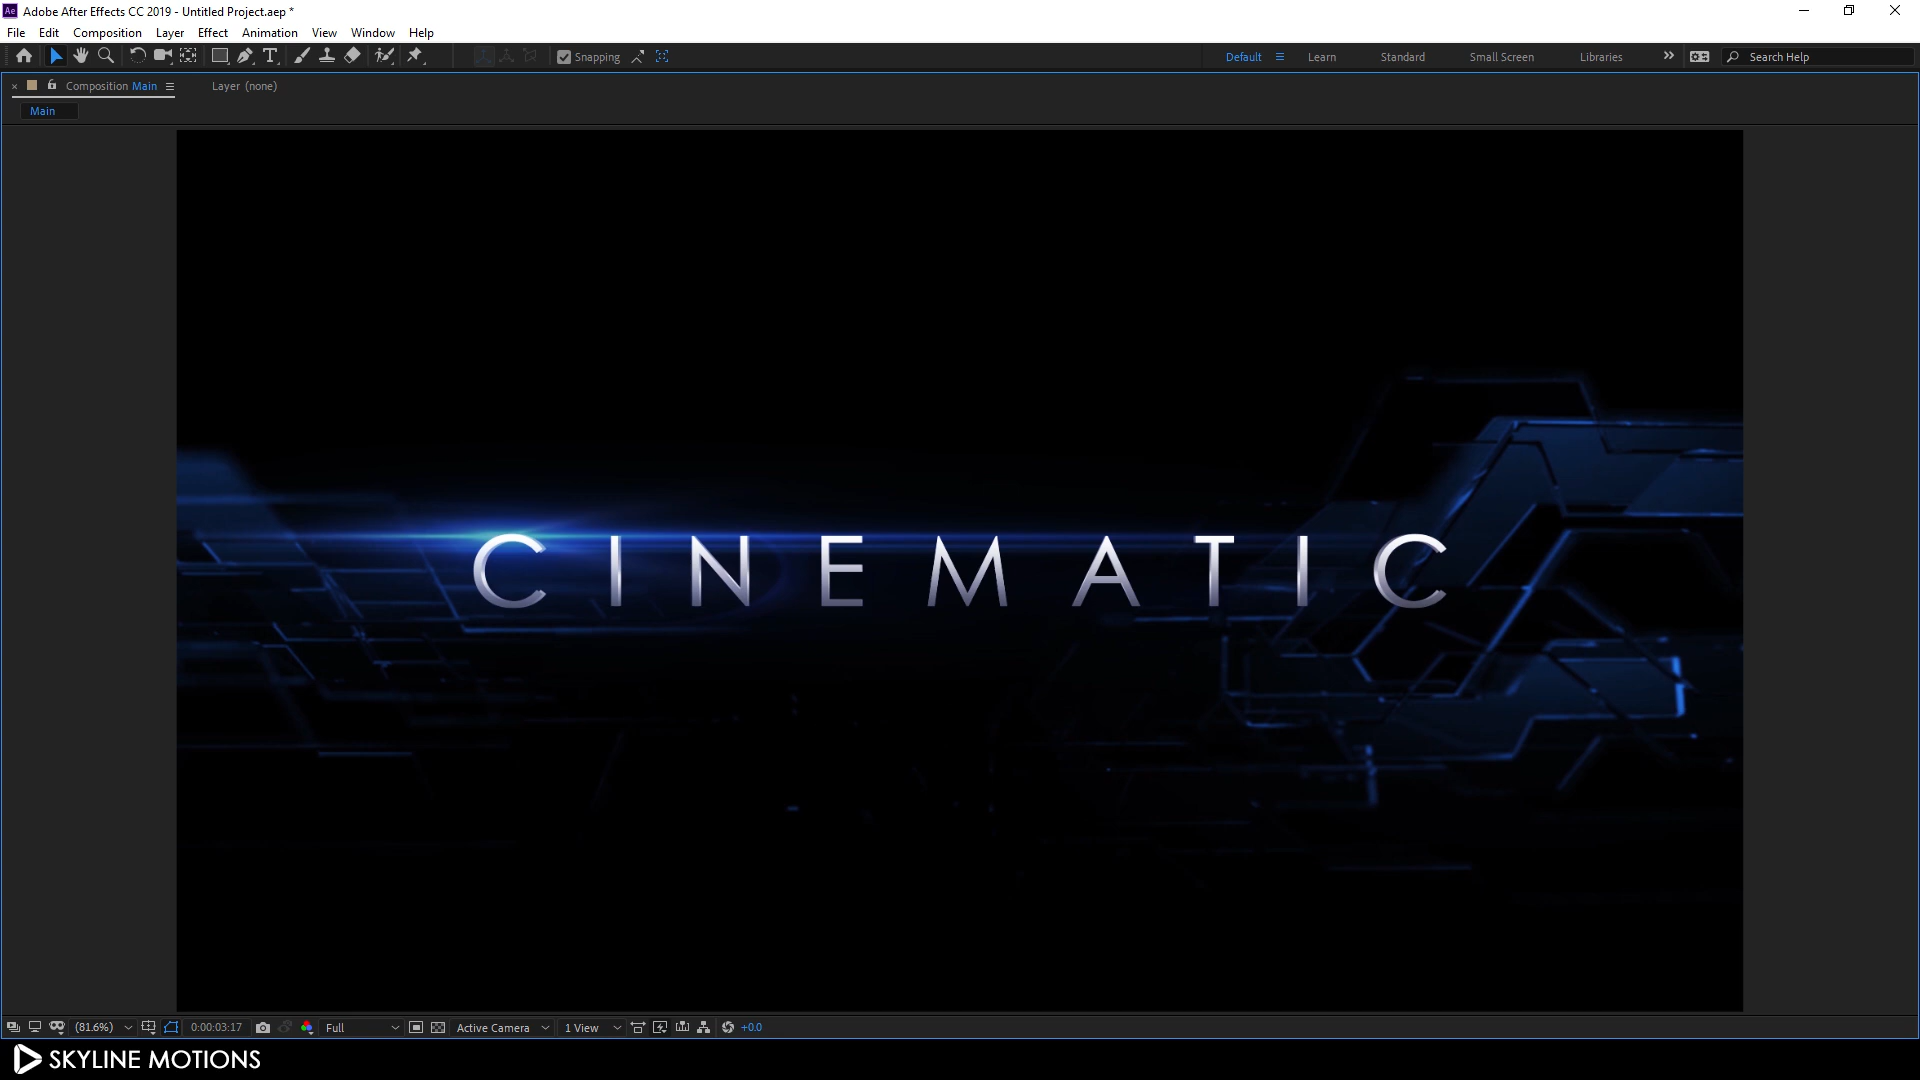 Ae Adobe After Effects CC 2019 - Untitled Project.aep *
File Edit Composition Layer Effect Animation View Window Help
Snapping Default Learn Standard Small Screen Libraries Search Help
Composition Main Layer (none)
Main
CINEMATIC
(81.6%) 0:00:03:17 Full Active Camera 1 View +0.0
SKYLINE MOTIONS